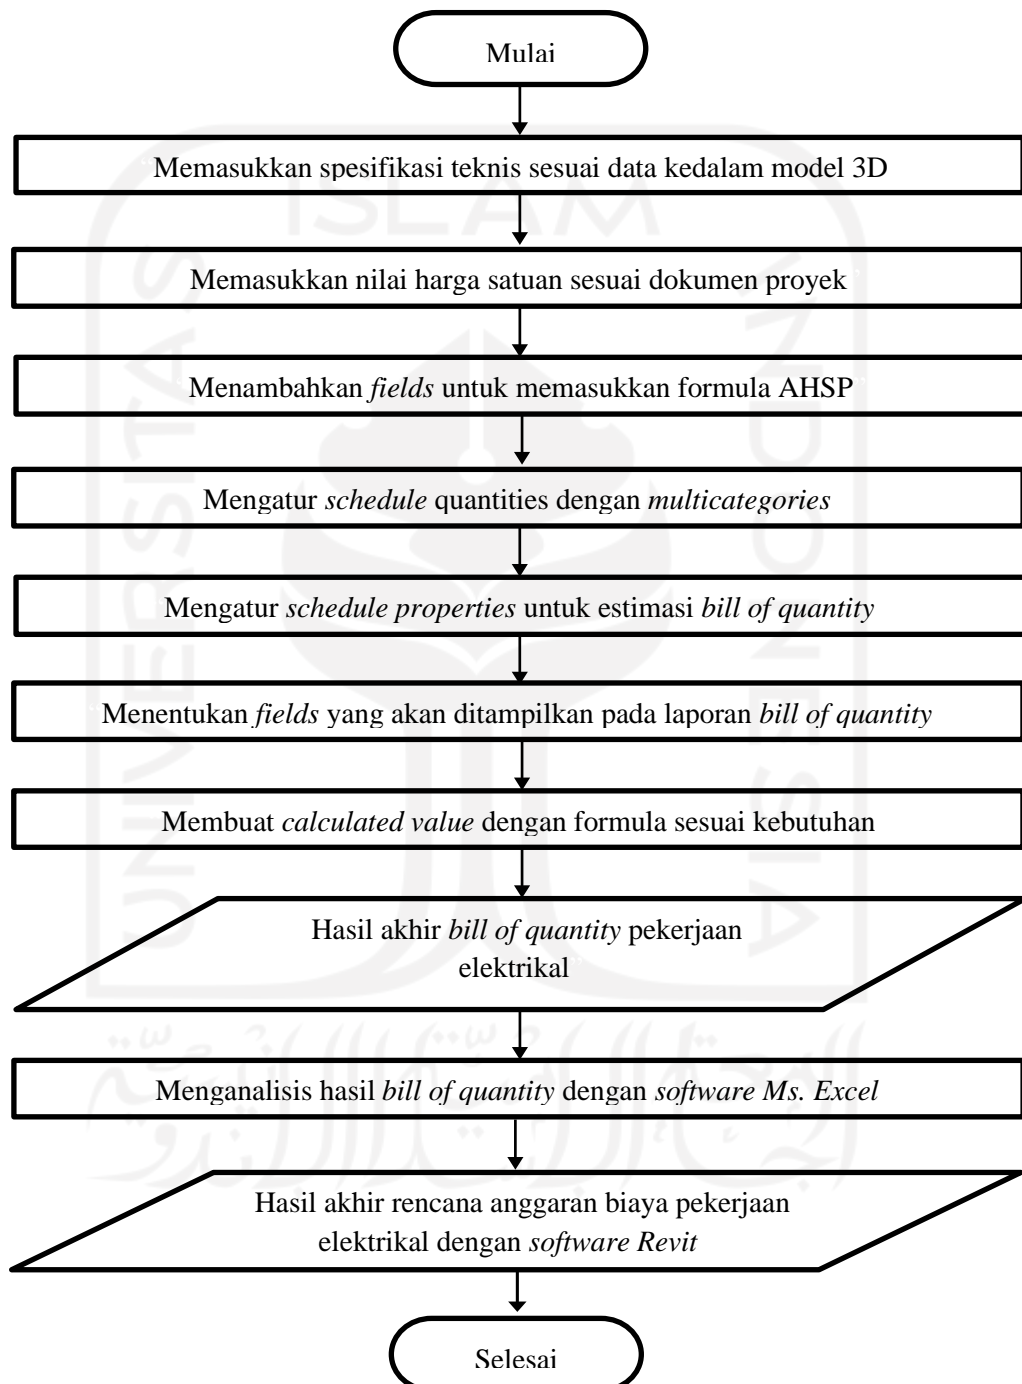 Mulai
Memasukkan spesifikasi teknis sesuai data kedalam model 3D
Memasukkan nilai harga satuan sesuai dokumen proyek
Menambahkan fields untuk memasukkan formula AHSP
Mengatur schedule quantities dengan multicategories
Mengatur schedule properties untuk estimasi bill of quantity
Menentukan fields yang akan ditampilkan pada laporan bill of quantity
Membuat calculated value dengan formula sesuai kebutuhan
Hasil akhir bill of quantity pekerjaan
elektrikal
Menganalisis hasil bill of quantity dengan software Ms. Excel
Hasil akhir rencana anggaran biaya pekerjaan
elektrikal dengan software Revit
Selesai
UNIVERSITAS
ISLAM
INDONESIA